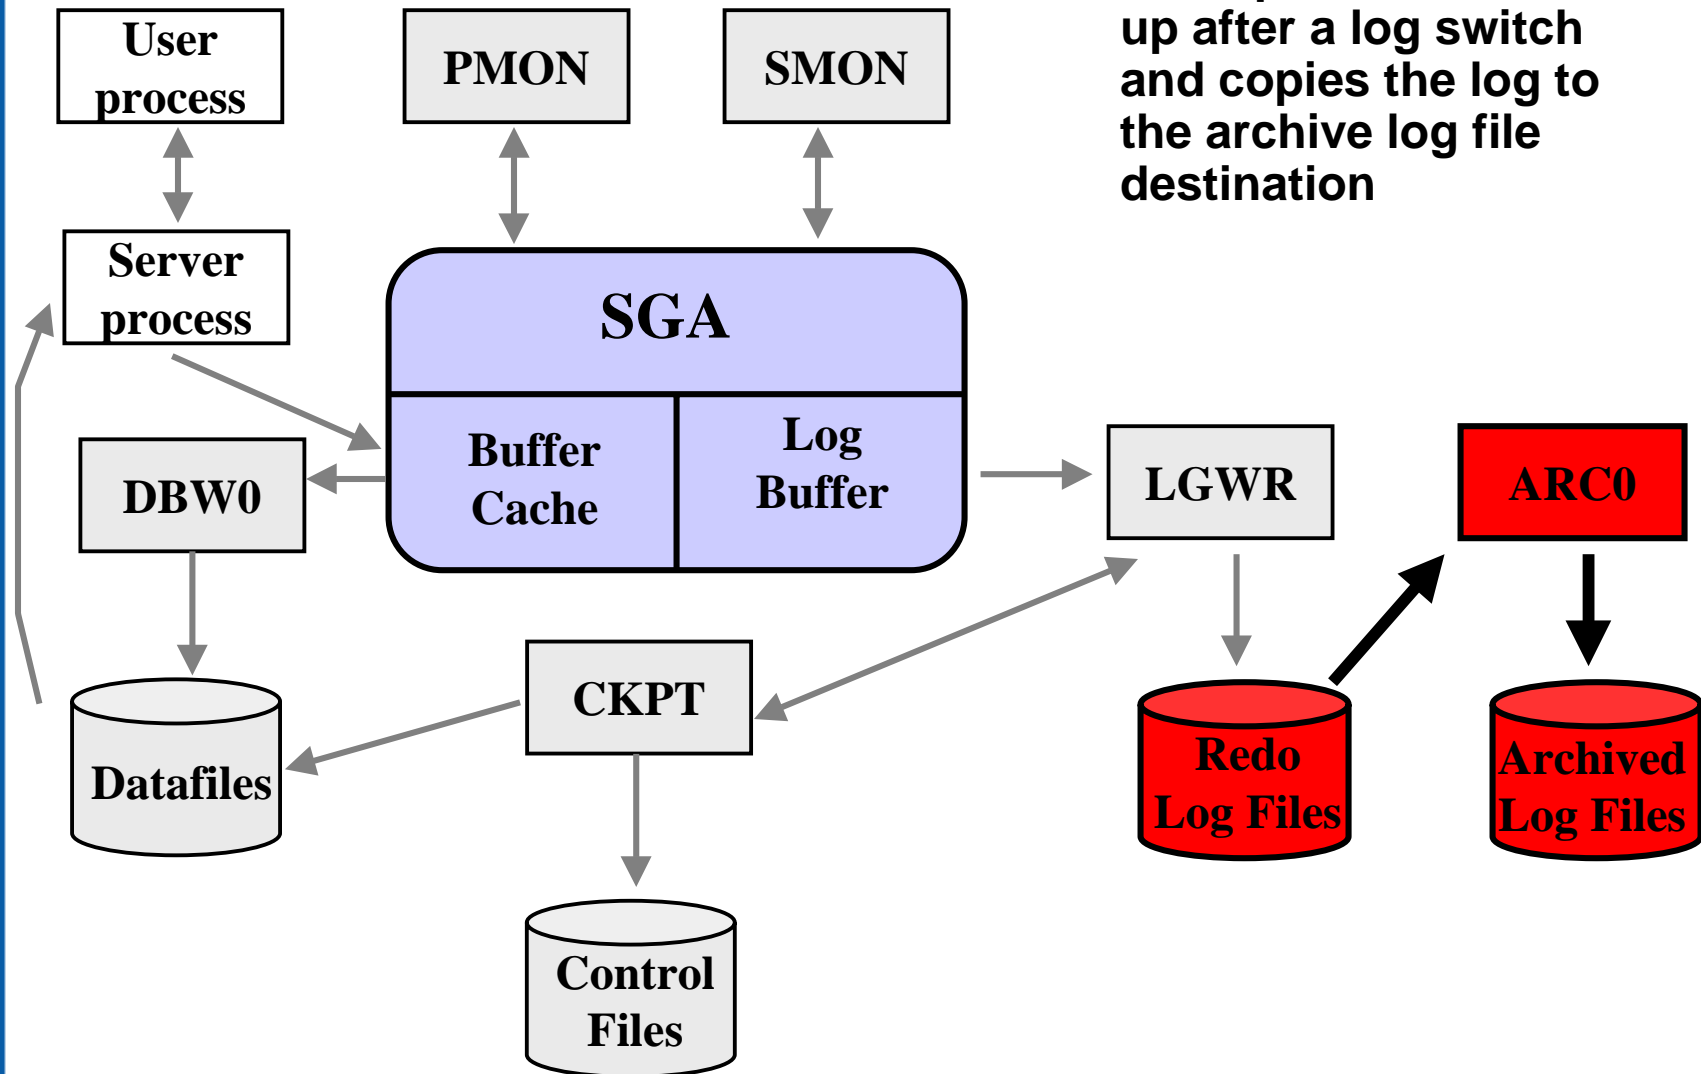 up after a log switch
and copies the log to
the archive log file
destination
User
process
PMON
SMON
Server
process
SGA
Buffer
Cache
Log
Buffer
DBW0
LGWR
ARC0
CKPT
Datafiles
Redo
Log Files
Archived
Log Files
Control
Files